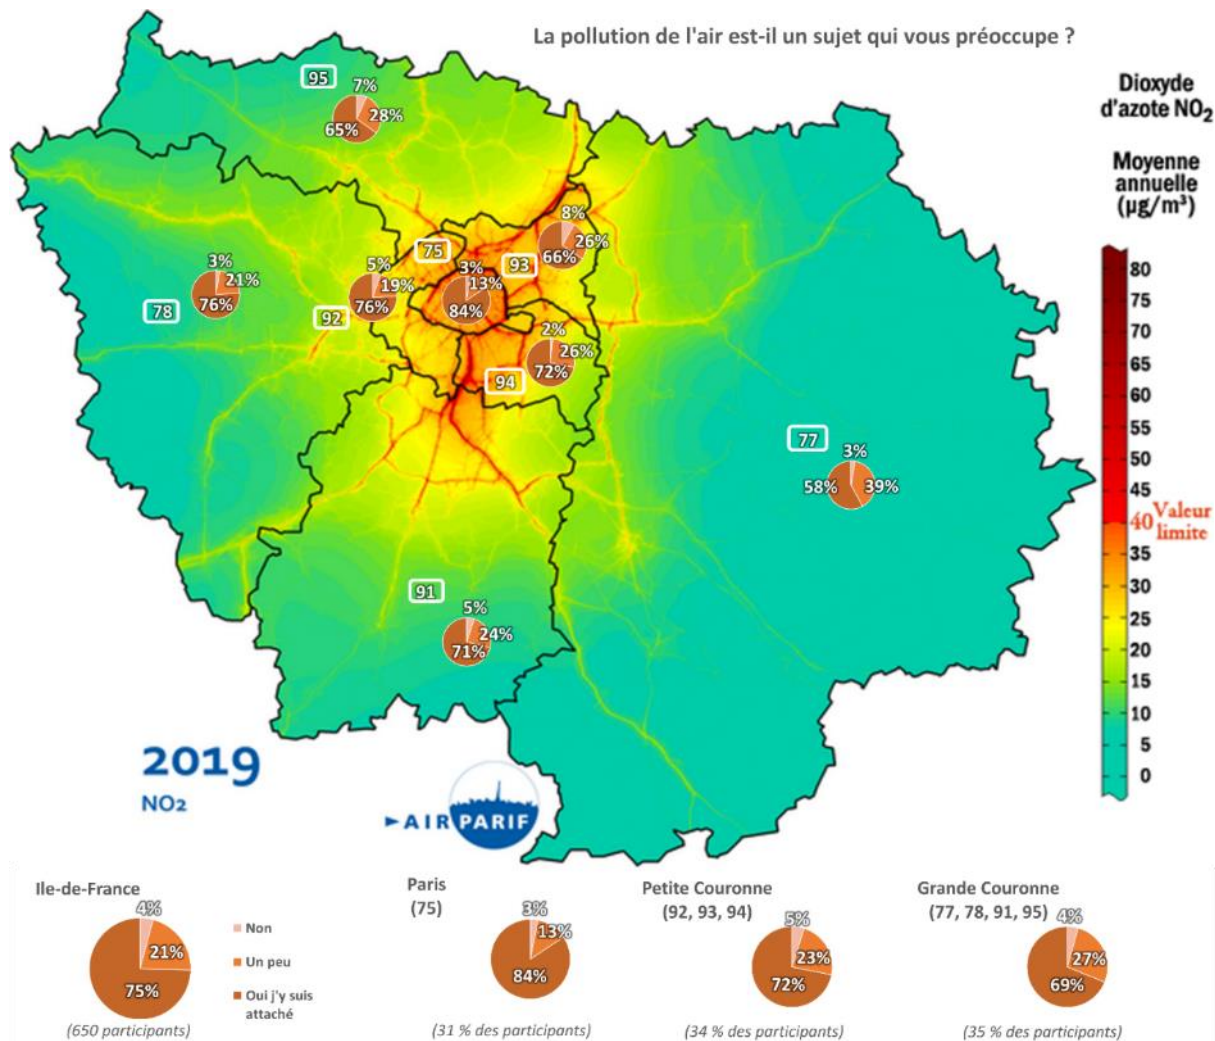 La pollution de l'air est-il un sujet qui vous préoccupe ?
Dioxyde
d'azote NO₂
Moyenne
annuelle
(µg/m³)
80
75
70
65
60
55
50
45
40 Valeur
limite
35
30
25
20
15
10
5
0
95
7%
28%
65%
78
3%
21%
76%
92
5%
19%
76%
75
3%
13%
84%
93
8%
26%
66%
94
2%
26%
72%
77
3%
39%
58%
91
5%
24%
71%
2019
NO₂
AIR PARIF
Ile-de-France
4%
21%
75%
(650 participants)
Non
Un peu
Oui j'y suis
attaché
Paris
(75)
3%
13%
84%
(31 % des participants)
Petite Couronne
(92, 93, 94)
5%
23%
72%
(34 % des participants)
Grande Couronne
(77, 78, 91, 95)
4%
27%
69%
(35 % des participants)